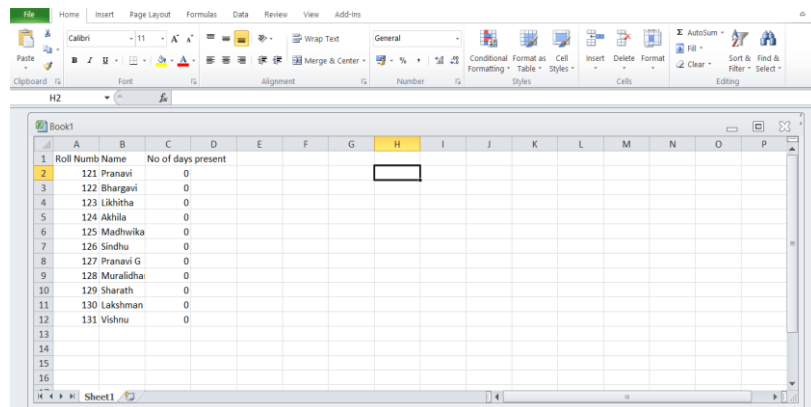 File Home Insert Page Layout Formulas Data Review View Add-Ins
Calibri 11 A A Wrap Text General Σ AutoSum
Fill
Paste B I U A Merge & Center % , Conditional Format as Cell Insert Delete Format Clear Sort & Find &
Formatting Table Styles Filter Select
Clipboard Font Alignment Number Styles Cells Editing
H2 fx
Book1
A B C D E F G H I J K L M N O P
1 Roll Numb Name No of days present
2 121 Pranavi 0
3 122 Bhargavi 0
4 123 Likhitha 0
5 124 Akhila 0
6 125 Madhwika 0
7 126 Sindhu 0
8 127 Pranavi G 0
9 128 Muralidha 0
10 129 Sharath 0
11 130 Lakshman 0
12 131 Vishnu 0
13
14
15
16
Sheet1